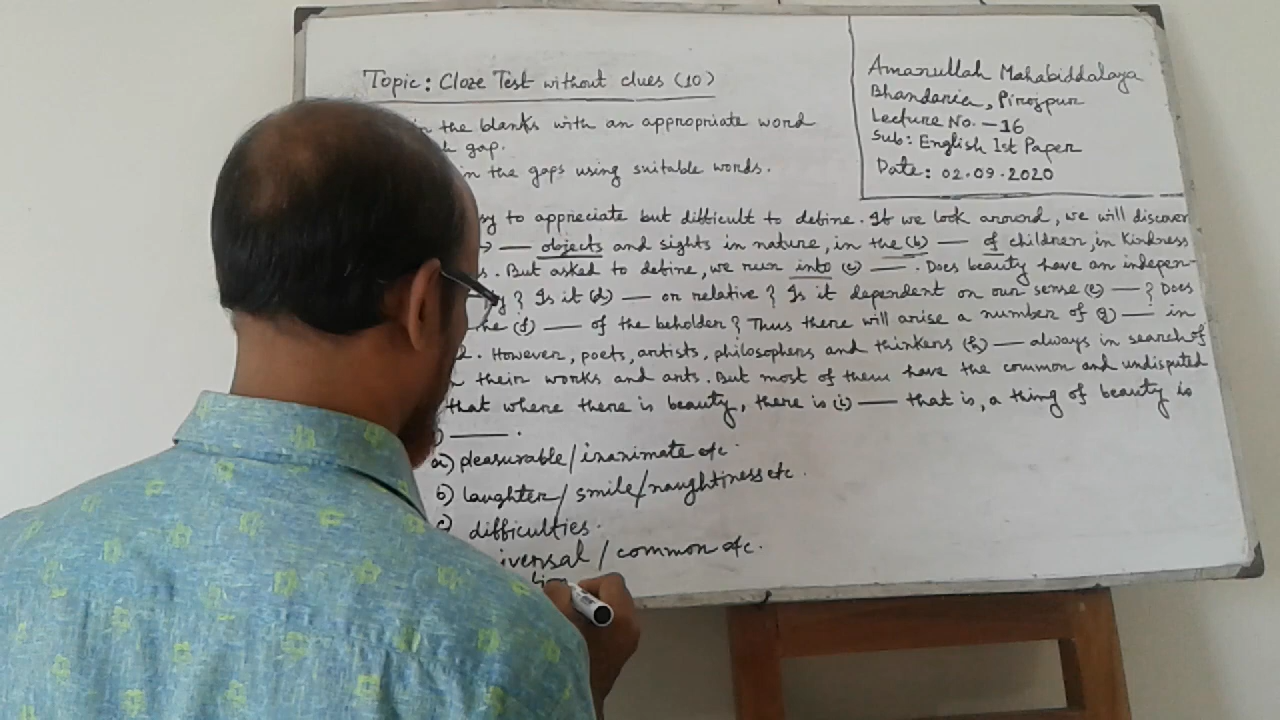 Topic: Cloze Test without clues (10)
in the blanks with an appropriate word
gap.
in the gaps using suitable words.
Amanullah Mahabiddalaya
Bhandaria, Pirojpur
Lecture No. - 16
Sub: English 1st Paper
Date: 02.09.2020
to appreciate but difficult to define. If we look around, we will discover
— objects and sights in nature, in the (b) — of children, in kindness
But asked to define, we run into (c) —. Does beauty have an indepen-
? Is it (d) — or relative? Is it dependent on our sense (e) —? Does
(f) — of the beholder? Thus there will arise a number of g) — in
. However, poets, artists, philosophers and thinkers (h) — always in search of
their works and arts. But most of them have the common and undisputed
that where there is beauty, there is (i) — that is, a thing of beauty is
) —.
a) pleasurable/inanimate etc.
b) laughter/smile/naughtiness etc.
c) difficulties.
iversal / common etc.